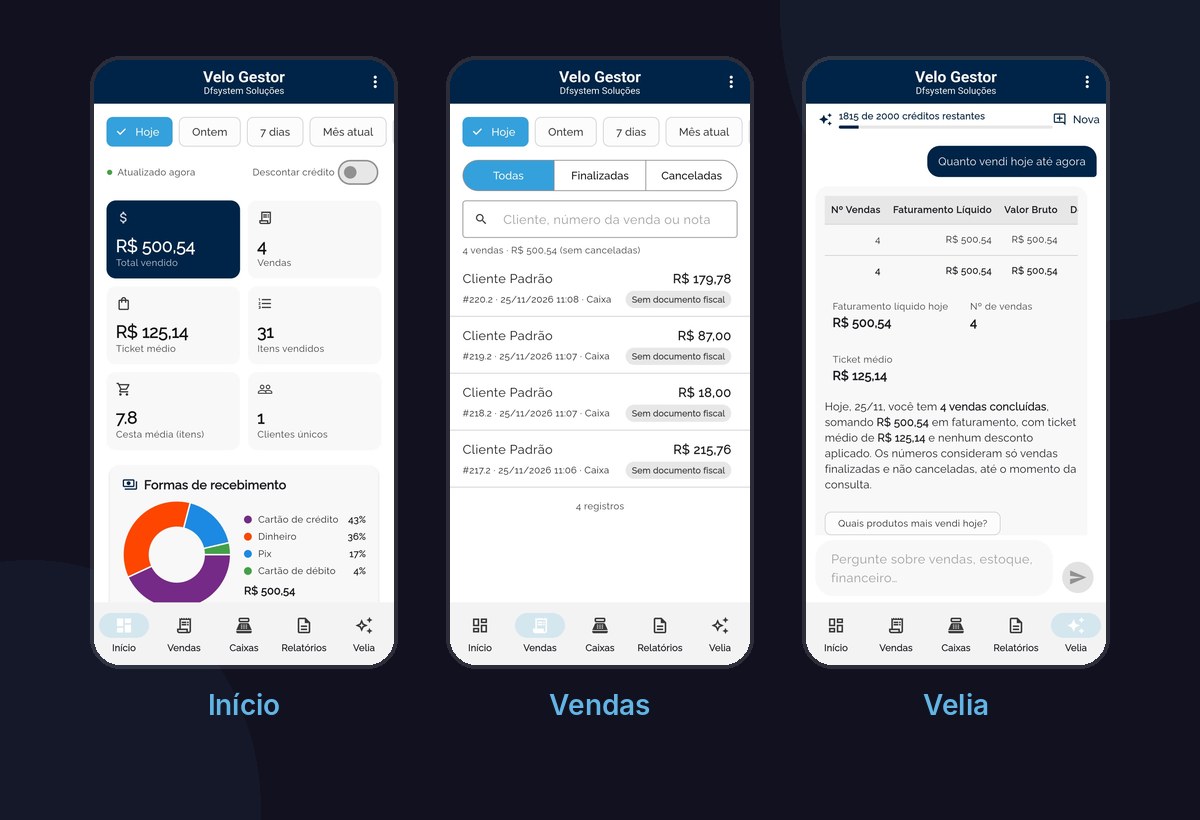 Velo Gestor
Dfsystem Soluções
Hoje
Ontem
7 dias
Mês atual
Atualizado agora
Descontar crédito
R$ 500,54
Total vendido
4
Vendas
R$ 125,14
Ticket médio
31
Itens vendidos
7.8
Cesta média (itens)
1
Clientes únicos
Formas de recebimento
Cartão de crédito 43%
Dinheiro 36%
Pix 17%
Cartão de débito 4%
R$ 500,54
Início
Vendas
Caixas
Relatórios
Velia
Início
Velo Gestor
Dfsystem Soluções
Hoje
Ontem
7 dias
Mês atual
Todas
Finalizadas
Canceladas
Cliente, número da venda ou nota
4 vendas · R$ 500,54 (sem canceladas)
Cliente Padrão R$ 179,78
#220.2 · 25/11/2026 11:08 · Caixa Sem documento fiscal
Cliente Padrão R$ 87,00
#219.2 · 25/11/2026 11:07 · Caixa Sem documento fiscal
Cliente Padrão R$ 18,00
#218.2 · 25/11/2026 11:07 · Caixa Sem documento fiscal
Cliente Padrão R$ 215,76
#217.2 · 25/11/2026 11:06 · Caixa Sem documento fiscal
4 registros
Início
Vendas
Caixas
Relatórios
Velia
Vendas
Velo Gestor
Dfsystem Soluções
1815 de 2000 créditos restantes
Nova
Quanto vendi hoje até agora
Nº Vendas Faturamento Líquido Valor Bruto D
4 R$ 500,54 R$ 500,54
4 R$ 500,54 R$ 500,54
Faturamento líquido hoje
R$ 500,54
Nº de vendas
4
Ticket médio
R$ 125,14
Hoje, 25/11, você tem 4 vendas concluídas,
somando R$ 500,54 em faturamento, com ticket
médio de R$ 125,14 e nenhum desconto
aplicado. Os números consideram só vendas
finalizadas e não canceladas, até o momento da
consulta.
Quais produtos mais vendi hoje?
Pergunte sobre vendas, estoque,
financeiro…
Início
Vendas
Caixas
Relatórios
Velia
Velia